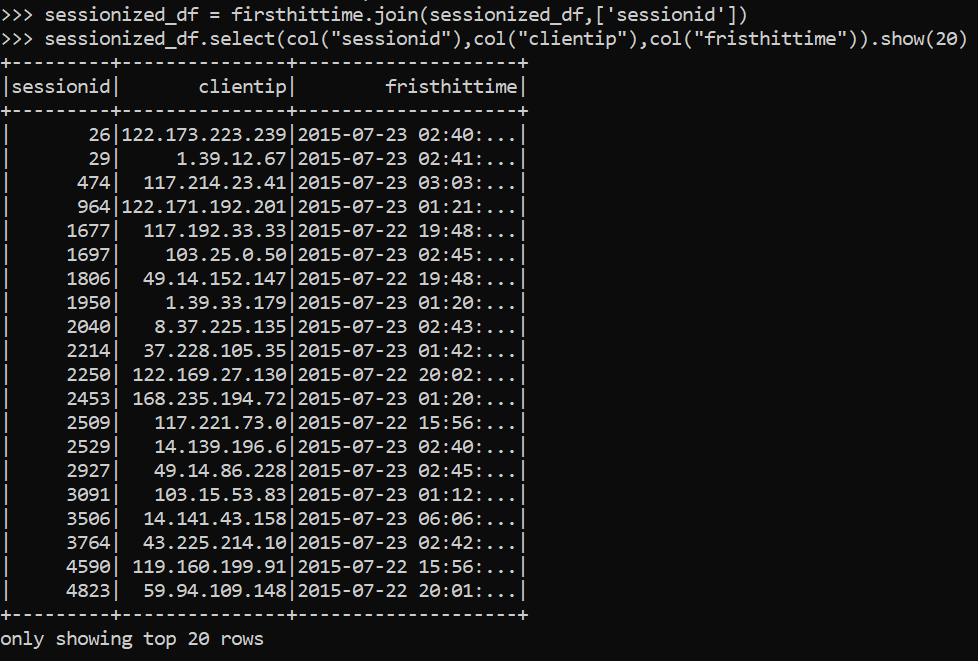 >>> sessionized_df = firsthittime.join(sessionized_df,['sessionid'])
>>> sessionized_df.select(col("sessionid"),col("clientip"),col("fristhittime")).show(20)
+---------+---------------+--------------------+
|sessionid|       clientip|        fristhittime|
+---------+---------------+--------------------+
|       26|122.173.223.239|2015-07-23 02:40:...|
|       29|     1.39.12.67|2015-07-23 02:41:...|
|      474|  117.214.23.41|2015-07-23 03:03:...|
|      964|122.171.192.201|2015-07-23 01:21:...|
|     1677|  117.192.33.33|2015-07-22 19:48:...|
|     1697|    103.25.0.50|2015-07-23 02:45:...|
|     1806|  49.14.152.147|2015-07-22 19:48:...|
|     1950|    1.39.33.179|2015-07-23 01:20:...|
|     2040|   8.37.225.135|2015-07-23 02:43:...|
|     2214|  37.228.105.35|2015-07-23 01:42:...|
|     2250| 122.169.27.130|2015-07-22 20:02:...|
|     2453| 168.235.194.72|2015-07-23 01:20:...|
|     2509|   117.221.73.0|2015-07-22 15:56:...|
|     2529|   14.139.196.6|2015-07-23 02:40:...|
|     2927|   49.14.86.228|2015-07-23 02:45:...|
|     3091|   103.15.53.83|2015-07-23 01:12:...|
|     3506|  14.141.43.158|2015-07-23 06:06:...|
|     3764|  43.225.214.10|2015-07-23 02:42:...|
|     4590| 119.160.199.91|2015-07-22 15:56:...|
|     4823|  59.94.109.148|2015-07-22 20:01:...|
+---------+---------------+--------------------+
only showing top 20 rows